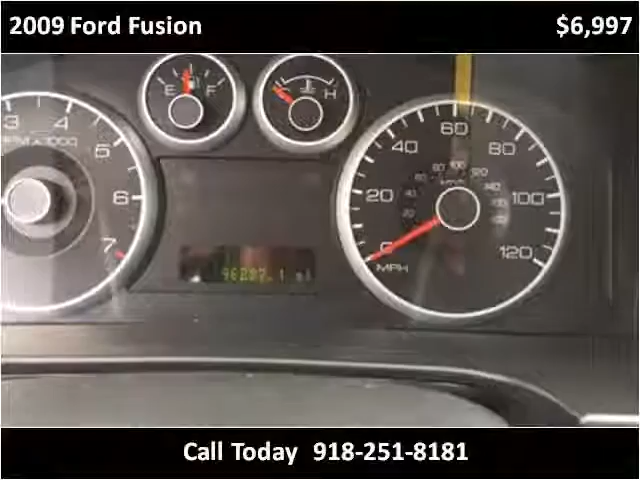 2009 Ford Fusion
$6,997
E F
C H
3 4 5 6 7
0 20 40 60 80 100 120
MPH
Call Today 918-251-8181